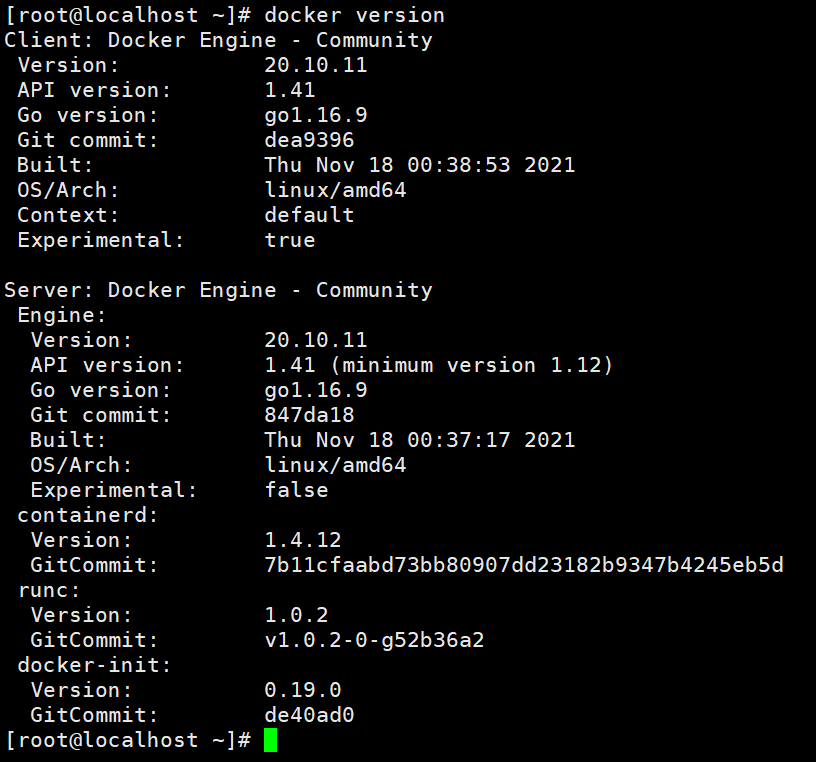 [root@localhost ~]# docker version
Client: Docker Engine - Community
 Version:           20.10.11
 API version:       1.41
 Go version:        go1.16.9
 Git commit:        dea9396
 Built:             Thu Nov 18 00:38:53 2021
 OS/Arch:           linux/amd64
 Context:           default
 Experimental:      true

Server: Docker Engine - Community
 Engine:
  Version:          20.10.11
  API version:      1.41 (minimum version 1.12)
  Go version:       go1.16.9
  Git commit:       847da18
  Built:            Thu Nov 18 00:37:17 2021
  OS/Arch:          linux/amd64
  Experimental:     false
 containerd:
  Version:          1.4.12
  GitCommit:        7b11cfaabd73bb80907dd23182b9347b4245eb5d
 runc:
  Version:          1.0.2
  GitCommit:        v1.0.2-0-g52b36a2
 docker-init:
  Version:          0.19.0
  GitCommit:        de40ad0
[root@localhost ~]#